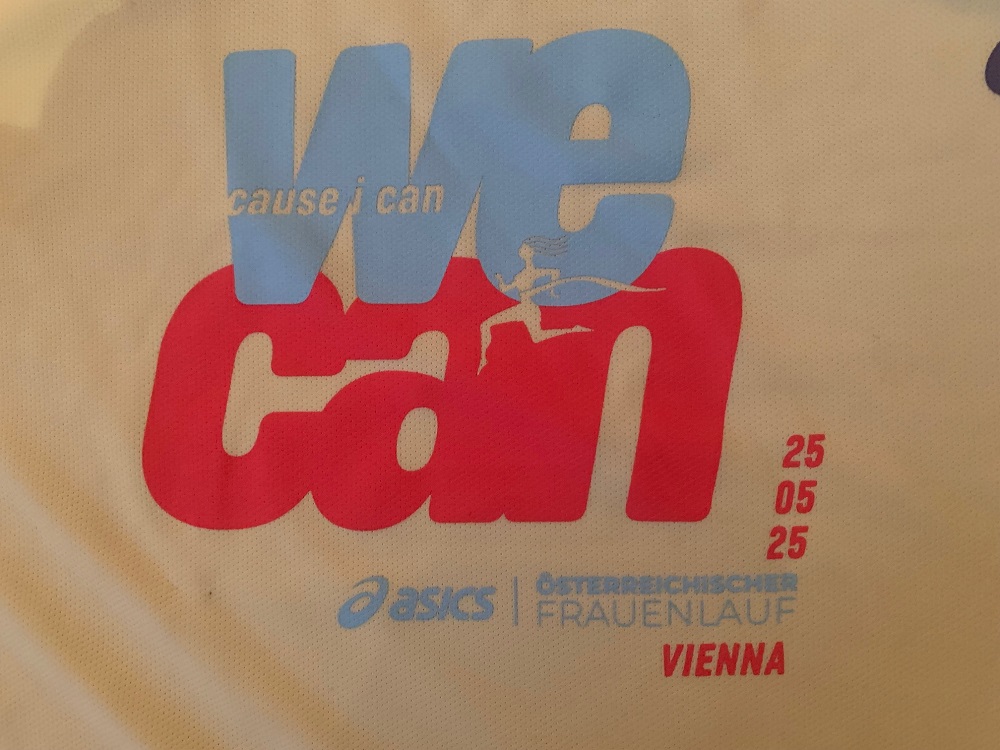 we
cause i can
can
25
05
25
asics
ÖSTERREICHISCHER
FRAUENLAUF
VIENNA